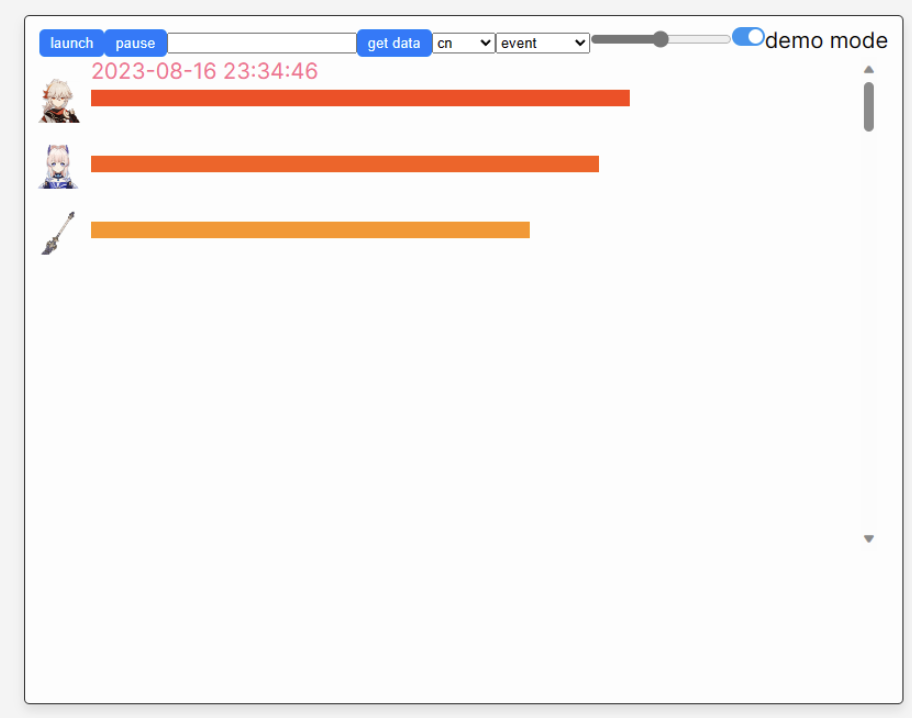 launch pause get data cn event demo mode
2023-08-16 23:34:46